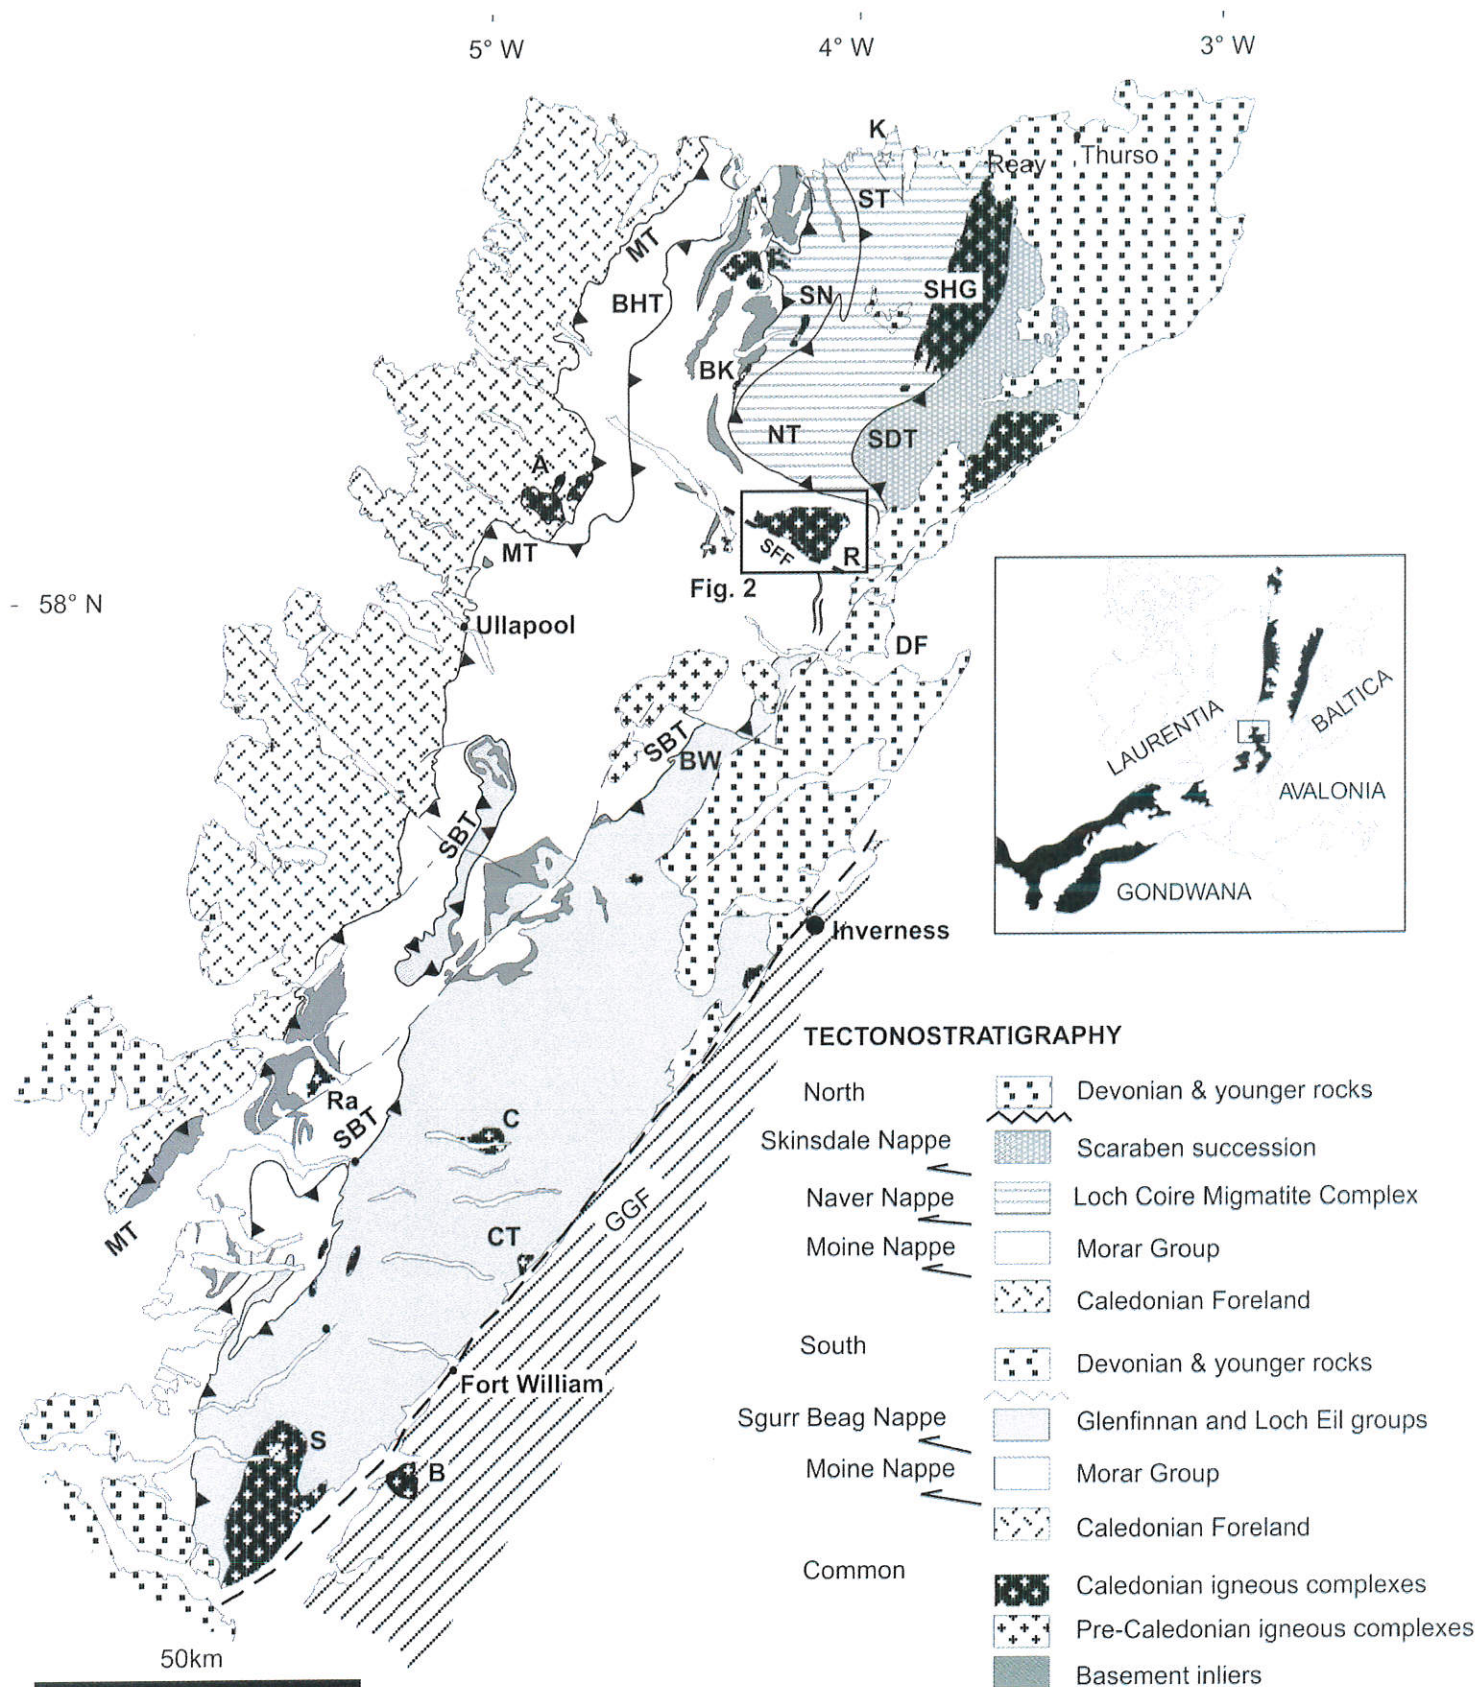 5° W
4° W
3° W
K
Reay
Thurso
ST
MT
BHT
SN
SHG
BK
NT
SDT
A
MT
SFF
R
Fig. 2
58° N
Ullapool
DF
SBT
BW
SBT
LAURENTIA
BALTICA
AVALONIA
GONDWANA
Inverness
Ra
SBT
C
MT
CT
GGF
Fort William
S
B
50km
TECTONOSTRATIGRAPHY
North
Devonian & younger rocks
Skinsdale Nappe
Scaraben succession
Naver Nappe
Loch Coire Migmatite Complex
Moine Nappe
Morar Group
Caledonian Foreland
South
Devonian & younger rocks
Sgurr Beag Nappe
Glenfinnan and Loch Eil groups
Moine Nappe
Morar Group
Caledonian Foreland
Common
Caledonian igneous complexes
Pre-Caledonian igneous complexes
Basement inliers